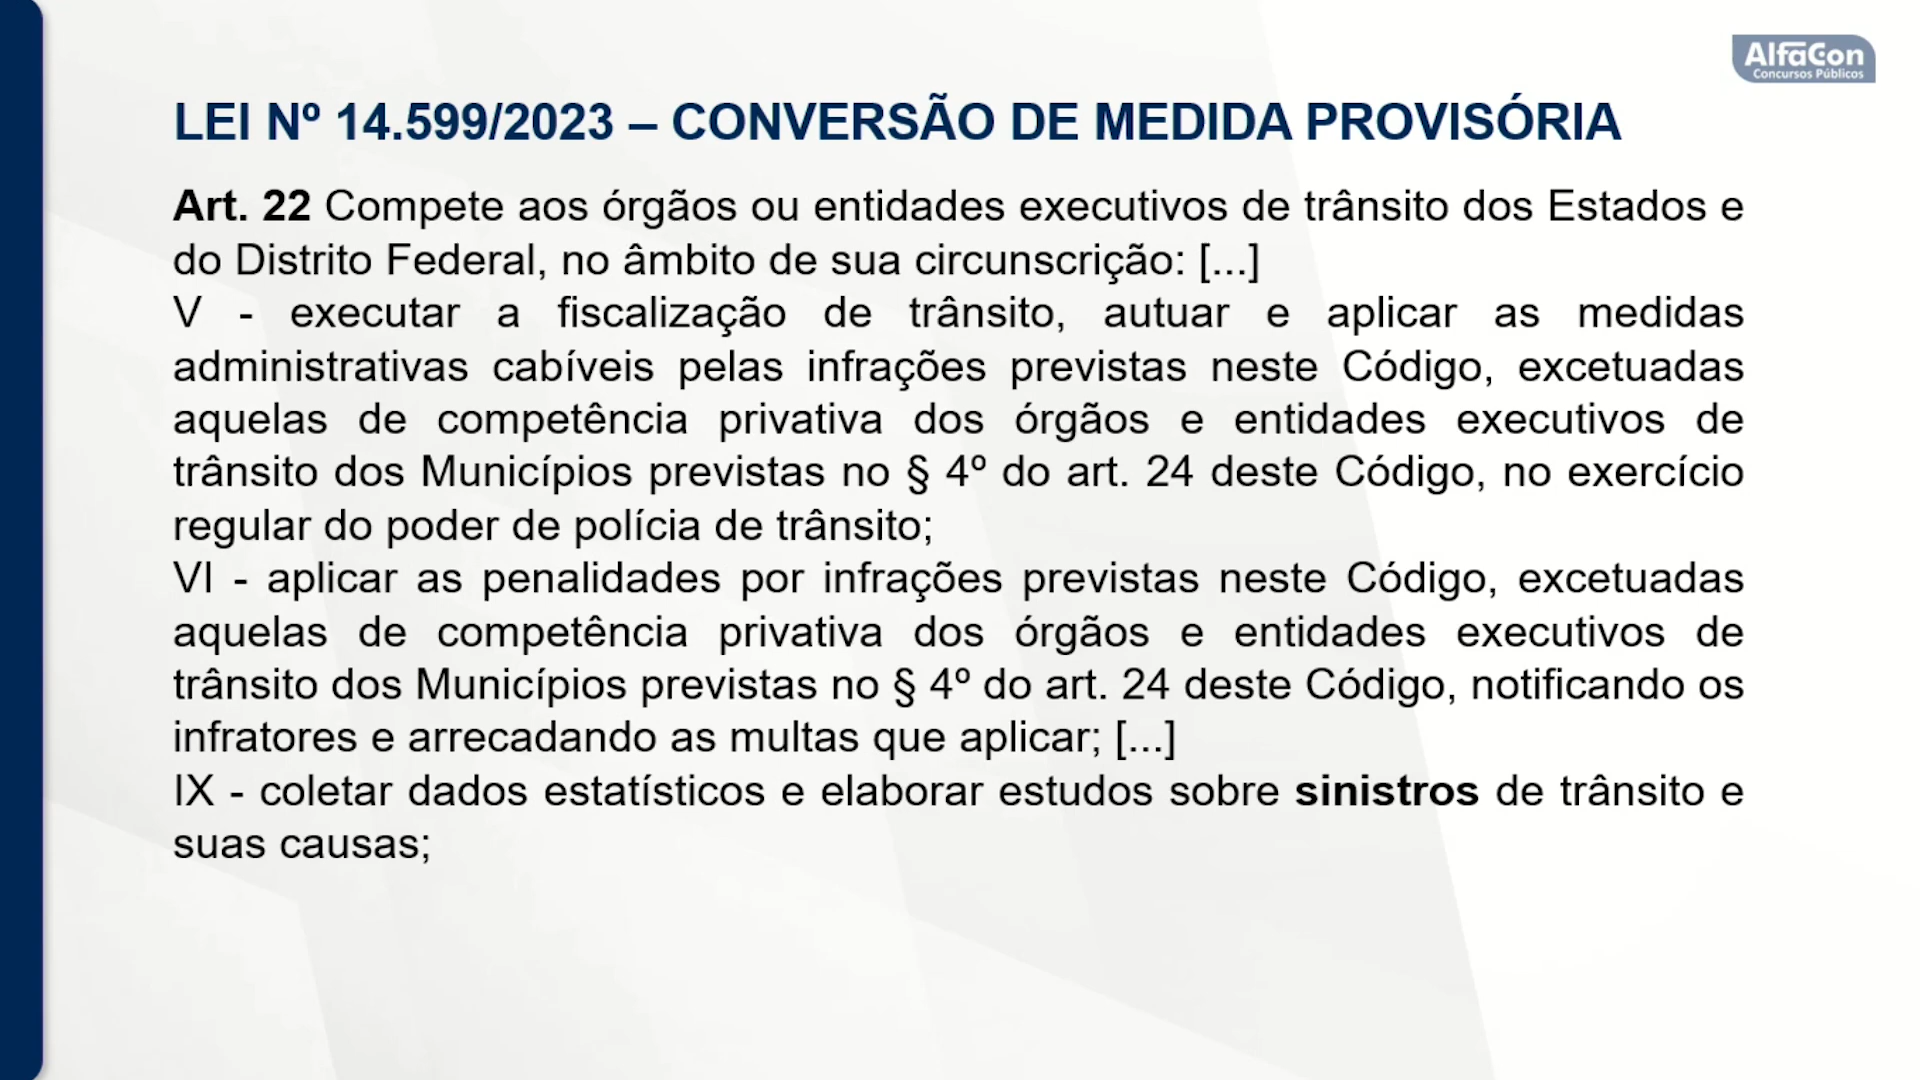 AlfaCon
Concursos Públicos
LEI Nº 14.599/2023 – CONVERSÃO DE MEDIDA PROVISÓRIA
Art. 22 Compete aos órgãos ou entidades executivos de trânsito dos Estados e
do Distrito Federal, no âmbito de sua circunscrição: [...]
V - executar a fiscalização de trânsito, autuar e aplicar as medidas
administrativas cabíveis pelas infrações previstas neste Código, excetuadas
aquelas de competência privativa dos órgãos e entidades executivos de
trânsito dos Municípios previstas no § 4º do art. 24 deste Código, no exercício
regular do poder de polícia de trânsito;
VI - aplicar as penalidades por infrações previstas neste Código, excetuadas
aquelas de competência privativa dos órgãos e entidades executivos de
trânsito dos Municípios previstas no § 4º do art. 24 deste Código, notificando os
infratores e arrecadando as multas que aplicar; [...]
IX - coletar dados estatísticos e elaborar estudos sobre sinistros de trânsito e
suas causas;